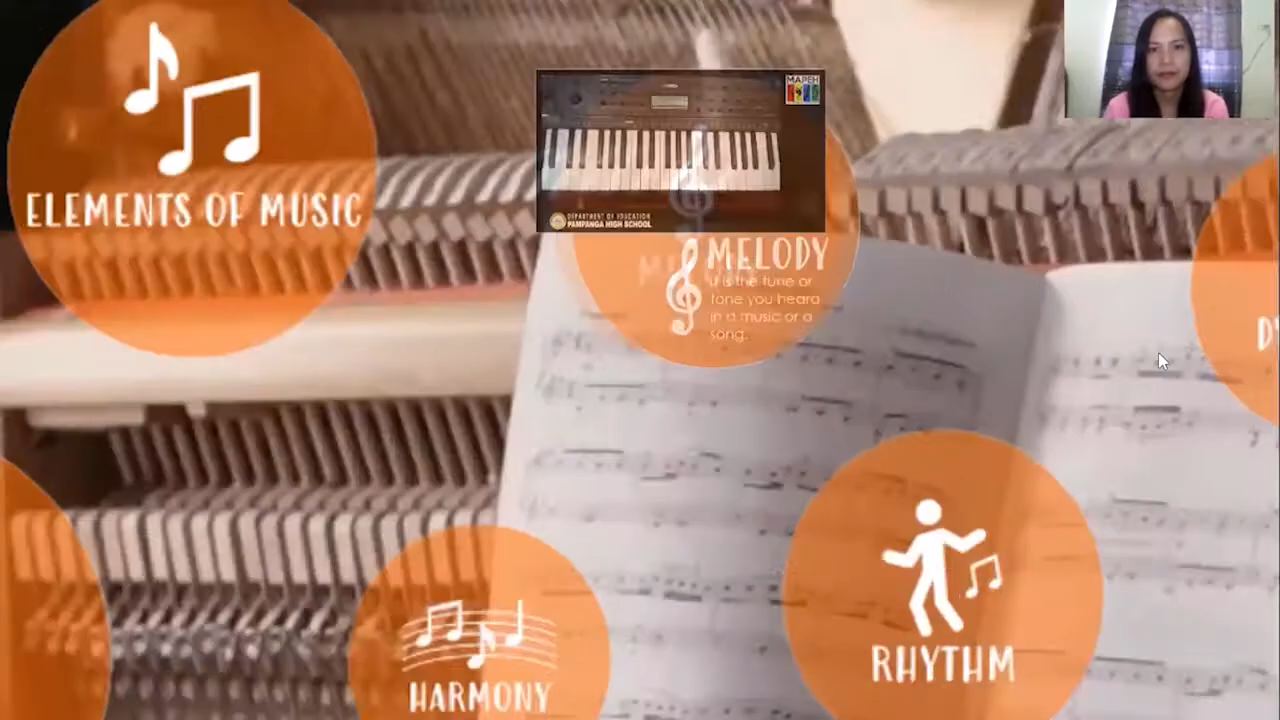 ELEMENTS OF MUSIC
MAPEH
DEPARTMENT OF EDUCATION
PAMPANGA HIGH SCHOOL
MELODY
it is the tune or
tone you heard
in a music or a
song.
HARMONY
RHYTHM